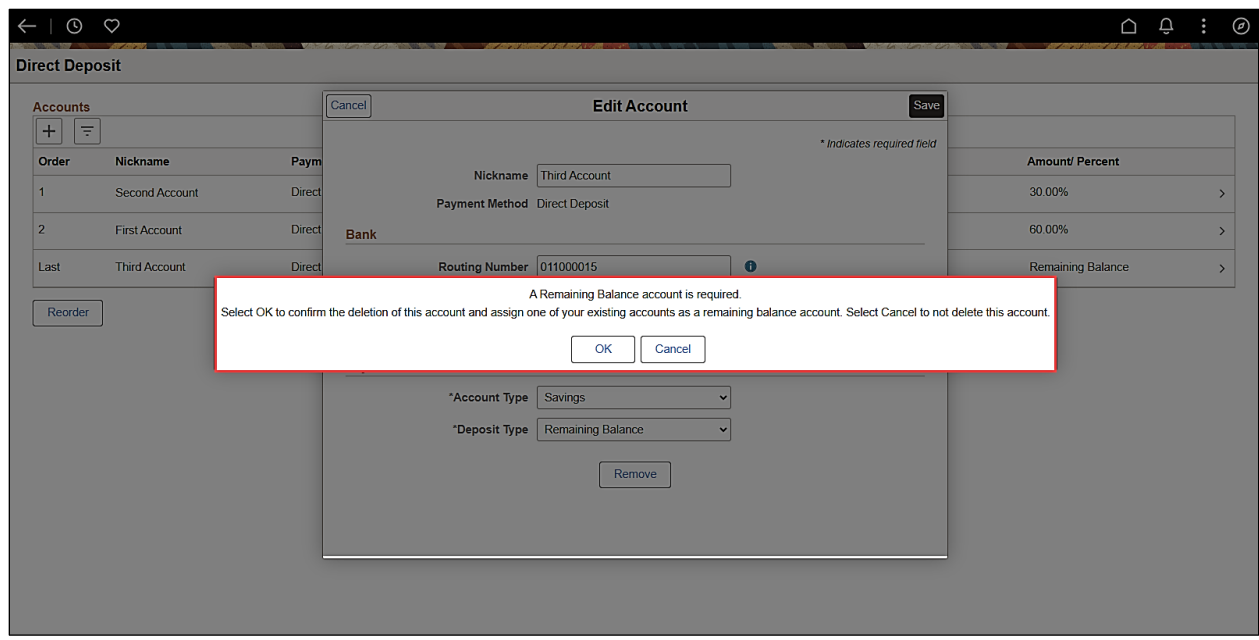 Direct Deposit
Accounts
Cancel
Edit Account
Save
* Indicates required field
Order Nickname Paym Amount/ Percent
1 Second Account Direct 30.00%
2 First Account Direct 60.00%
Last Third Account Direct Remaining Balance
Reorder
Nickname Third Account
Payment Method Direct Deposit
Bank
Routing Number 011000015
A Remaining Balance account is required.
Select OK to confirm the deletion of this account and assign one of your existing accounts as a remaining balance account. Select Cancel to not delete this account.
OK Cancel
*Account Type Savings
*Deposit Type Remaining Balance
Remove